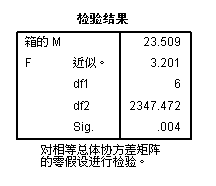 检验结果
箱的 M 23.509
F 近似。 3.201
df1 6
df2 2347.472
Sig. .004
对相等总体协方差矩阵
的零假设进行检验。